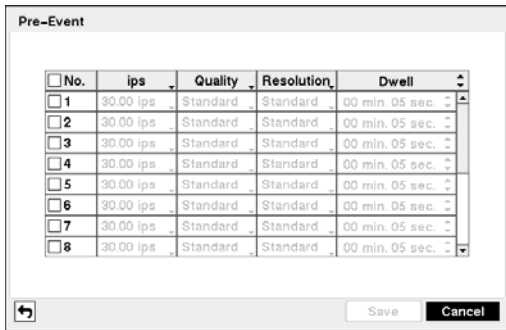 Pre-Event
No. ips Quality Resolution Dwell
1 30.00 ips Standard Standard 00 min. 05 sec.
2 30.00 ips Standard Standard 00 min. 05 sec.
3 30.00 ips Standard Standard 00 min. 05 sec.
4 30.00 ips Standard Standard 00 min. 05 sec.
5 30.00 ips Standard Standard 00 min. 05 sec.
6 30.00 ips Standard Standard 00 min. 05 sec.
7 30.00 ips Standard Standard 00 min. 05 sec.
8 30.00 ips Standard Standard 00 min. 05 sec.
Save Cancel